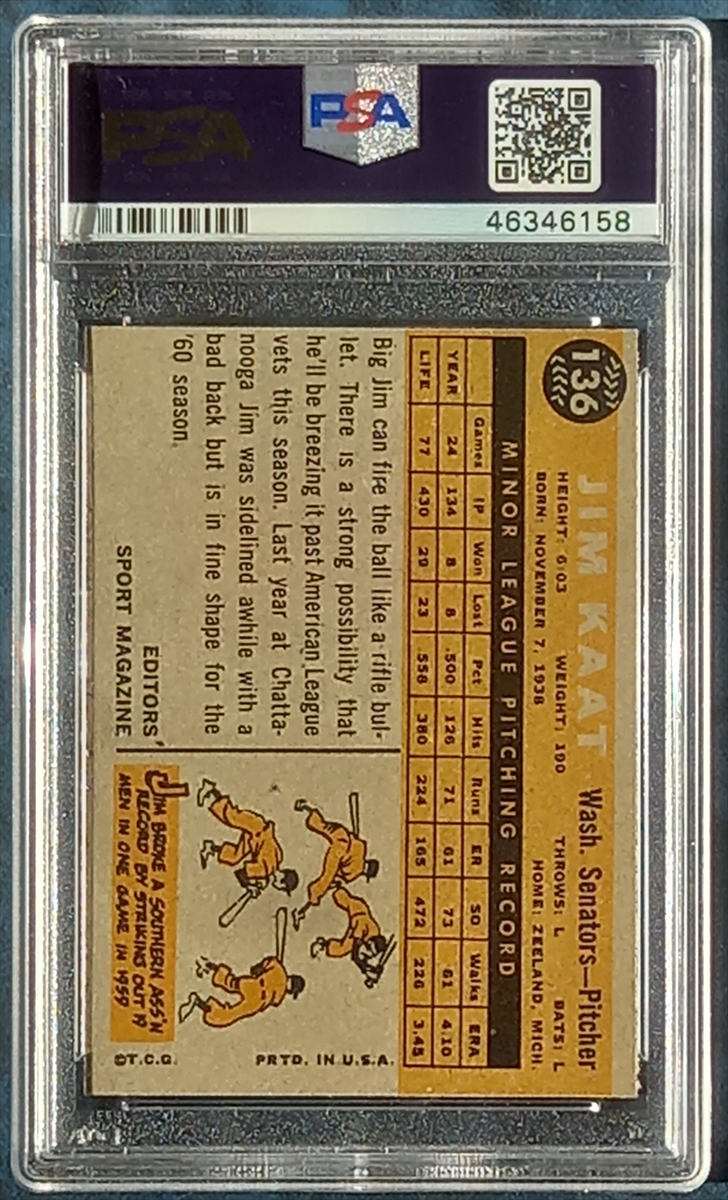 PSA
PSA
46346158
136
JIM KAAT Wash. Senators—Pitcher
HEIGHT: 6:03 WEIGHT: 190 THROWS: L BATS: L
BORN: NOVEMBER 7, 1938 HOME: ZEELAND, MICH.
MINOR LEAGUE PITCHING RECORD
Games IP Won Lost Pct Hits Runs ER SO Walks ERA
YEAR 24 134 8 8 .500 126 71 61 73 61 4.10
LIFE 77 430 29 23 .558 380 224 165 472 226 3.45
Big Jim can fire the ball like a rifle bul-
let. There is a strong possibility that
he'll be breezing it past American League
vets this season. Last year at Chatta-
nooga Jim was sidelined awhile with a
bad back but is in fine shape for the
'60 season.
EDITORS'
SPORT MAGAZINE
JIM BROKE A SOUTHERN ASS'N
RECORD BY STRIKING OUT 19
MEN IN ONE GAME IN 1959
©T.C.G. PRTD. IN U.S.A.